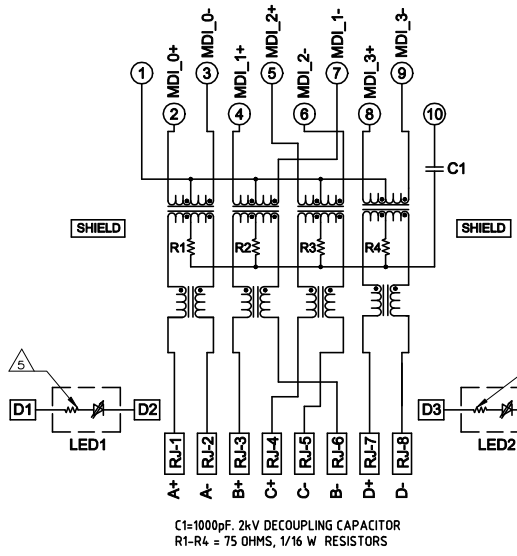 MDI_0+
MDI_0-
MDI_1+
MDI_2+
MDI_2-
MDI_1-
MDI_3+
MDI_3-
1
3
5
7
9
2
4
6
8
10
C1
SHIELD
SHIELD
R1
R2
R3
R4
5
D1
D2
LED1
D3
LED2
RJ-1
RJ-2
RJ-3
RJ-4
RJ-5
RJ-6
RJ-7
RJ-8
A+
A-
B+
C+
C-
B-
D+
D-
C1=1000pF. 2kV DECOUPLING CAPACITOR
R1-R4 = 75 OHMS, 1/16 W RESISTORS